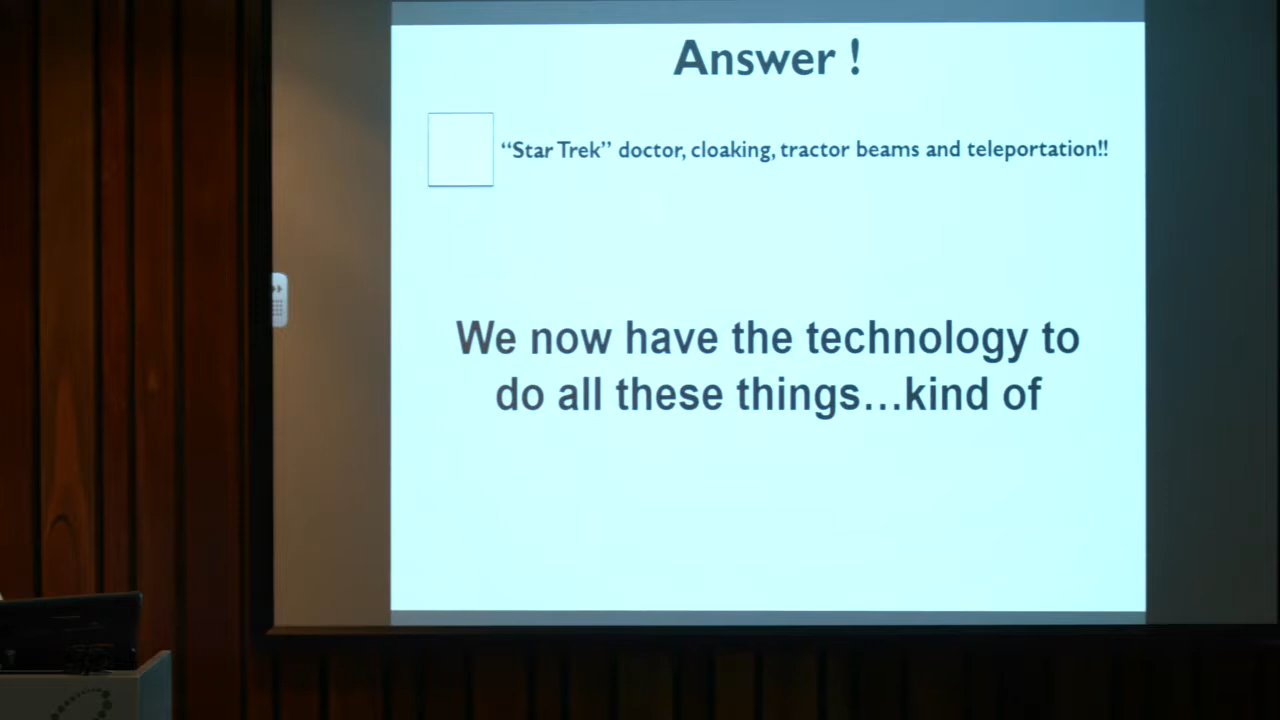 Answer !
“Star Trek” doctor, cloaking, tractor beams and teleportation!!
We now have the technology to
do all these things...kind of